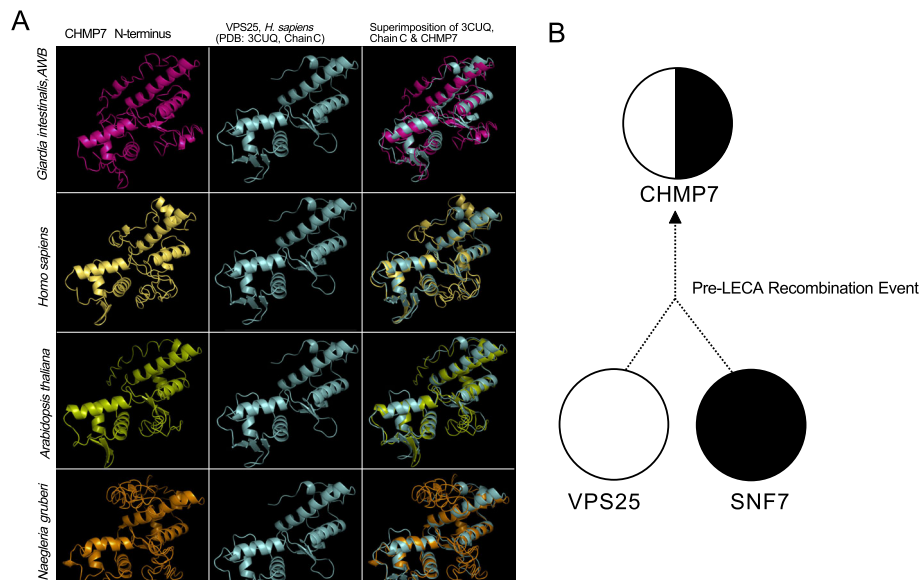 A
CHMP7 N-terminus
VPS25, H. sapiens
(PDB: 3CUQ, Chain C)
Superimposition of 3CUQ,
Chain C & CHMP7
Giardia intestinalis,AWB
Homo sapiens
Arabidopsis thaliana
Naegleria gruberi
B
CHMP7
Pre-LECA Recombination Event
VPS25
SNF7